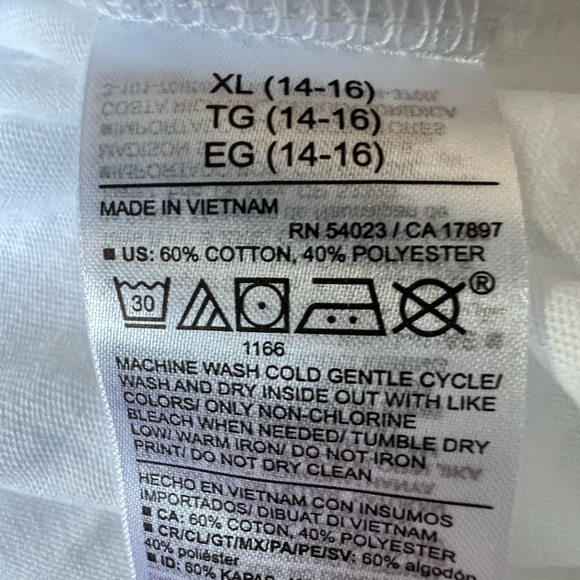 XL (14-16)
TG (14-16)
EG (14-16)
MADE IN VIETNAM
RN 54023 / CA 17897
US: 60% COTTON, 40% POLYESTER
30
®
1166
MACHINE WASH COLD GENTLE CYCLE/
WASH AND DRY INSIDE OUT WITH LIKE
COLORS/ ONLY NON-CHLORINE
BLEACH WHEN NEEDED/ TUMBLE DRY
LOW/ WARM IRON/ DO NOT IRON
PRINT/ DO NOT DRY CLEAN
HECHO EN VIETNAM CON INSUMOS
IMPORTADOS/ DIBUAT DI VIETNAM
CA: 60% COTON, 40% POLYESTER
CR/CL/GT/MX/PA/PE/SV: 60% algodón
40% poliéster
ID: 60% KAPAS